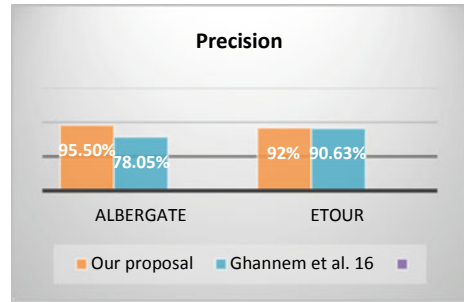 Precision
95.50% 78.05% 92% 90.63%
ALBERGATE ETOUR
Our proposal Ghannem et al. 16